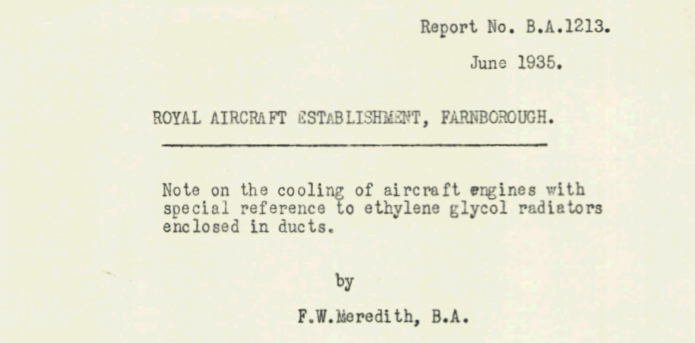 Report No. B.A.1213.
June 1935.
ROYAL AIRCRAFT ESTABLISHMENT, FARNBOROUGH.
Note on the cooling of aircraft engines with
special reference to ethylene glycol radiators
enclosed in ducts.
by
F.W.Meredith, B.A.